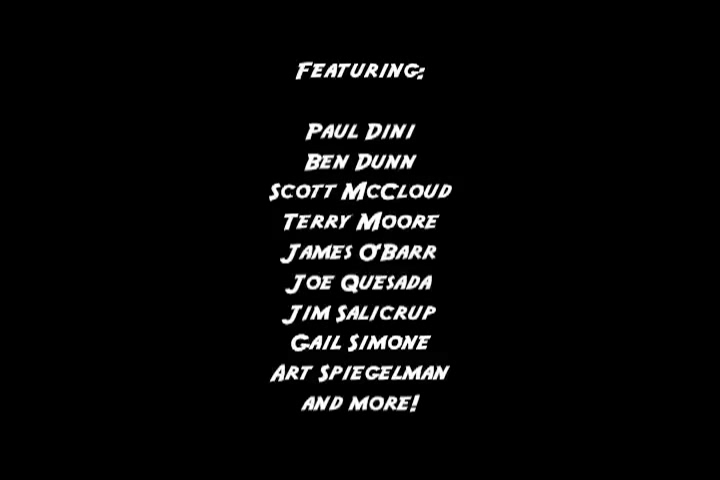 Featuring:
Paul Dini
Ben Dunn
Scott McCloud
Terry Moore
James O'Barr
Joe Quesada
Jim Salicrup
Gail Simone
Art Spiegelman
and more!